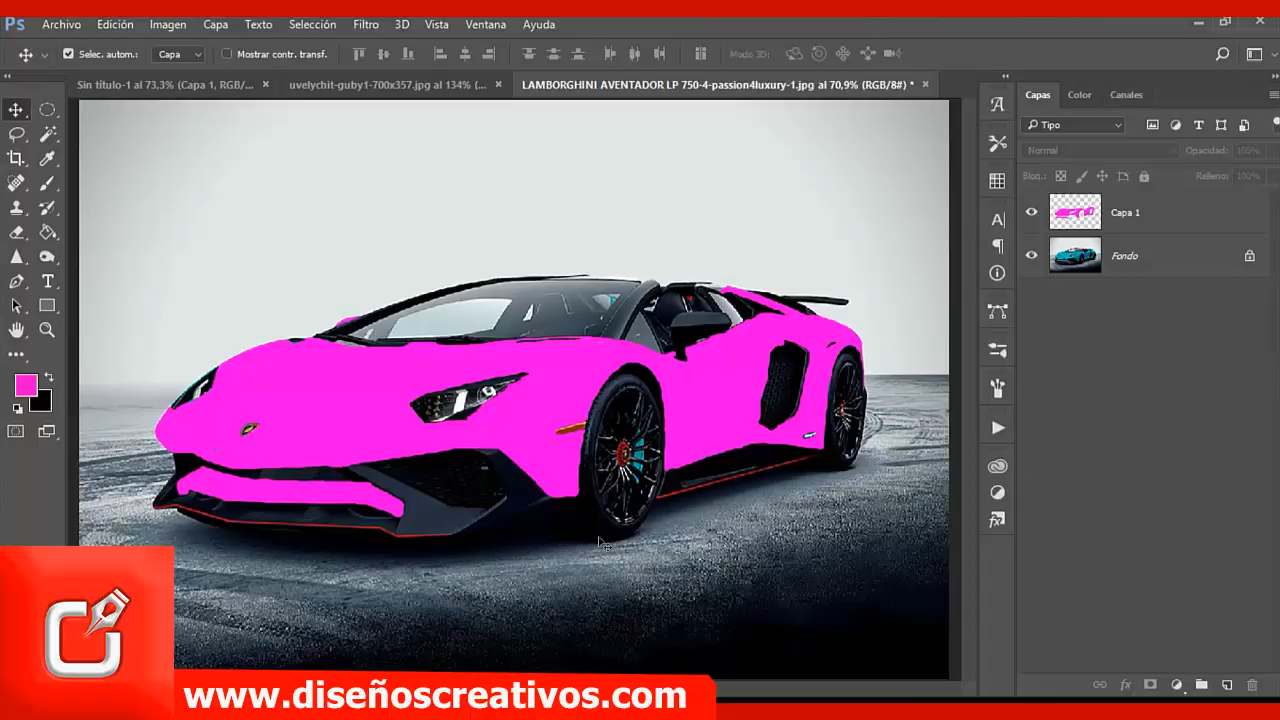 Ps Archivo Edición Imagen Capa Texto Selección Filtro 3D Vista Ventana Ayuda
Selec. autom.: Capa Mostrar contr. transf. Modo 3D:
Sin título-1 al 73,3% (Capa 1, RGB/... × uvelychit-guby1-700x357.jpg al 134% (... × LAMBORGHINI AVENTADOR LP 750-4-passion4luxury-1.jpg al 70,9% (RGB/8#) * ×
Capas Color Canales
Tipo
Normal Opacidad: 100%
Bloq.: Relleno: 100%
Capa 1
Fondo
www.diseñoscreativos.com